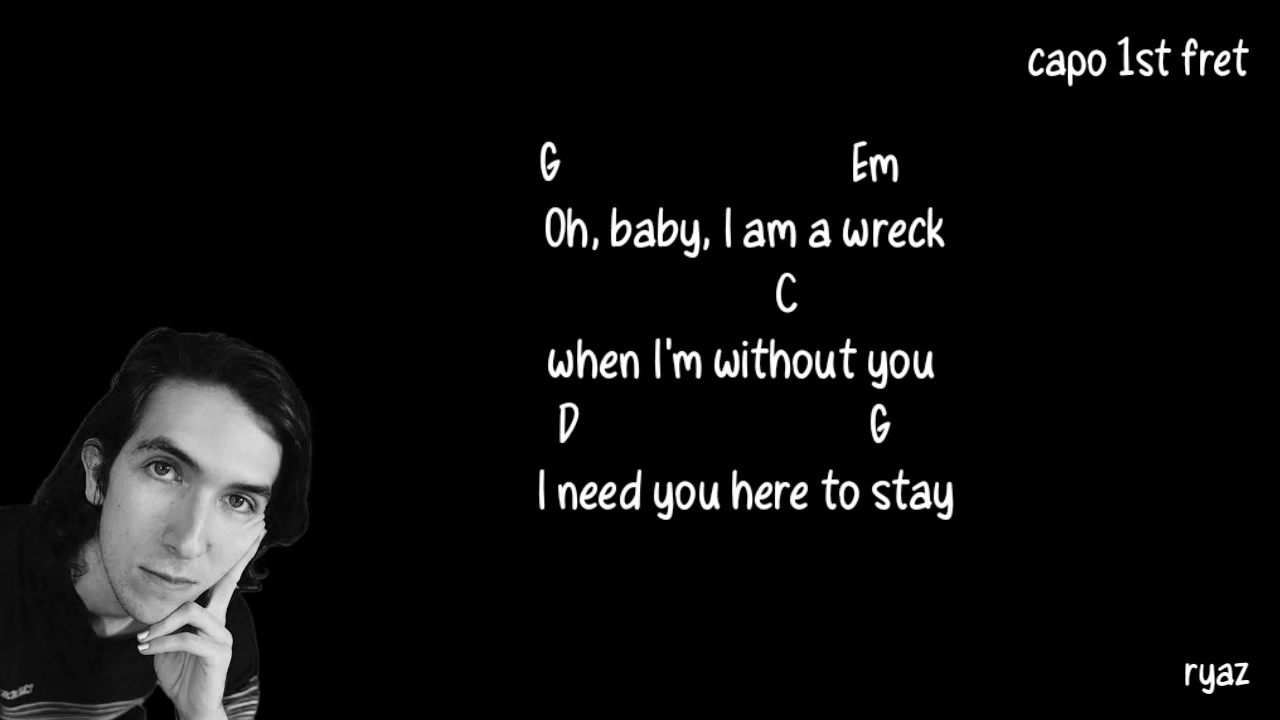 capo 1st fret
G Em
Oh, baby, I am a wreck
C
when I'm without you
D G
I need you here to stay
ryaz